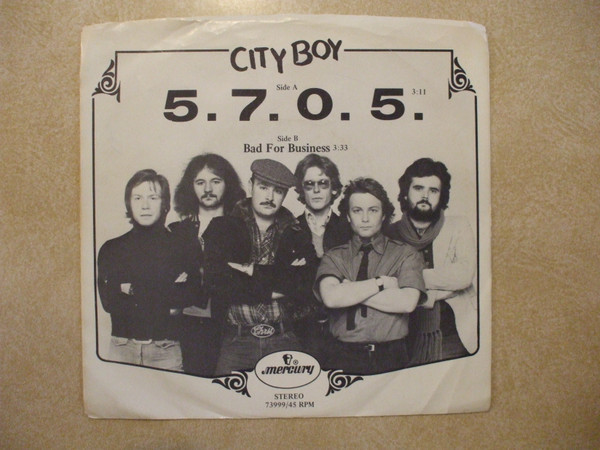 CITY BOY
Side A
5. 7. 0. 5. 3:11
Side B
Bad For Business 3:33
Ford
mercury ®
STEREO
73999/45 RPM